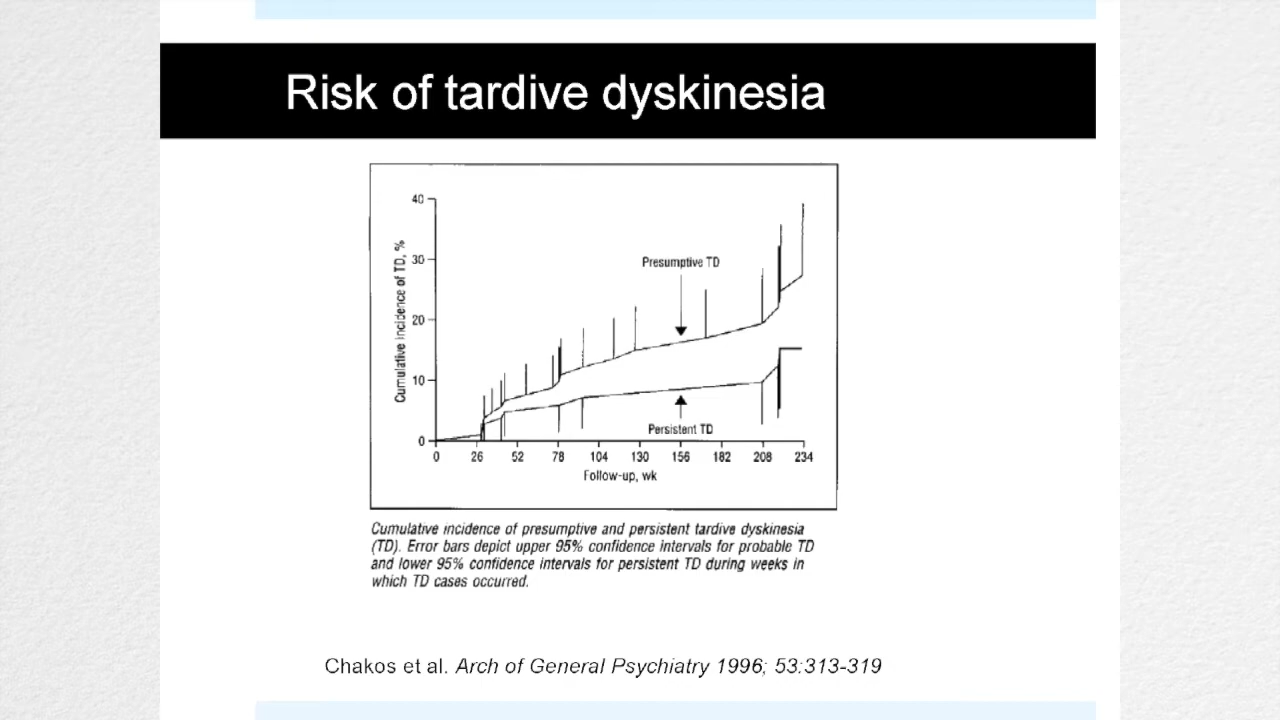 Risk of tardive dyskinesia
40
30
20
10
0
Cumulative incidence of TD, %
Presumptive TD
Persistent TD
0 26 52 78 104 130 156 182 208 234
Follow-up, wk
Cumulative incidence of presumptive and persistent tardive dyskinesia
(TD). Error bars depict upper 95% confidence intervals for probable TD
and lower 95% confidence intervals for persistent TD during weeks in
which TD cases occurred.
Chakos et al. Arch of General Psychiatry 1996; 53:313-319